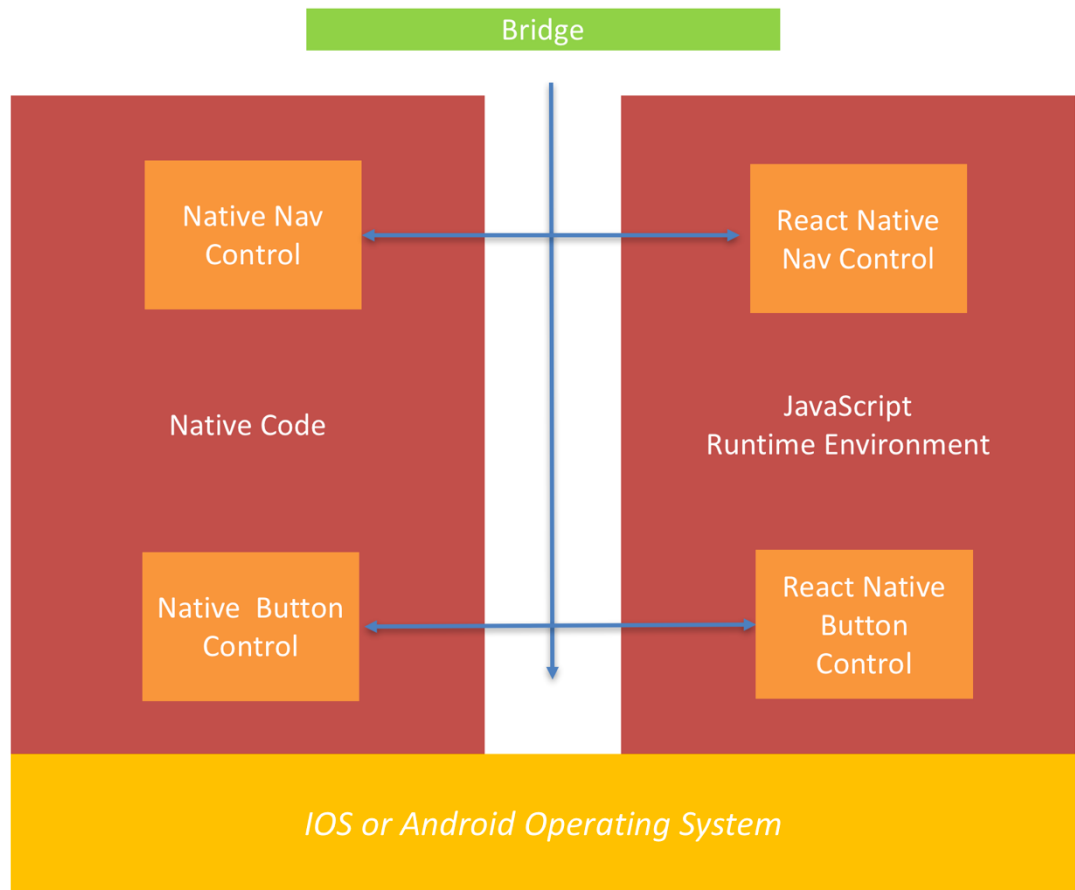 Bridge
Native Nav
Control
React Native
Nav Control
Native Code
JavaScript
Runtime Environment
Native Button
Control
React Native
Button
Control
IOS or Android Operating System